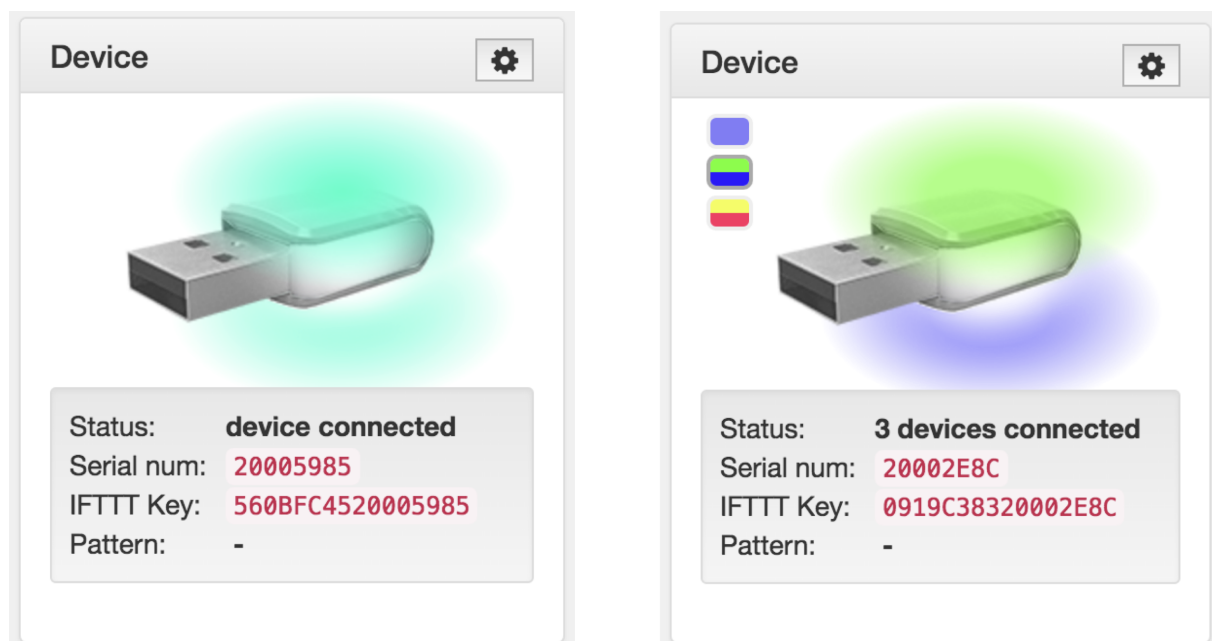 Device
Status: device connected
Serial num: 20005985
IFTTT Key: 560BFC4520005985
Pattern: -
Device
Status: 3 devices connected
Serial num: 20002E8C
IFTTT Key: 0919C38320002E8C
Pattern: -